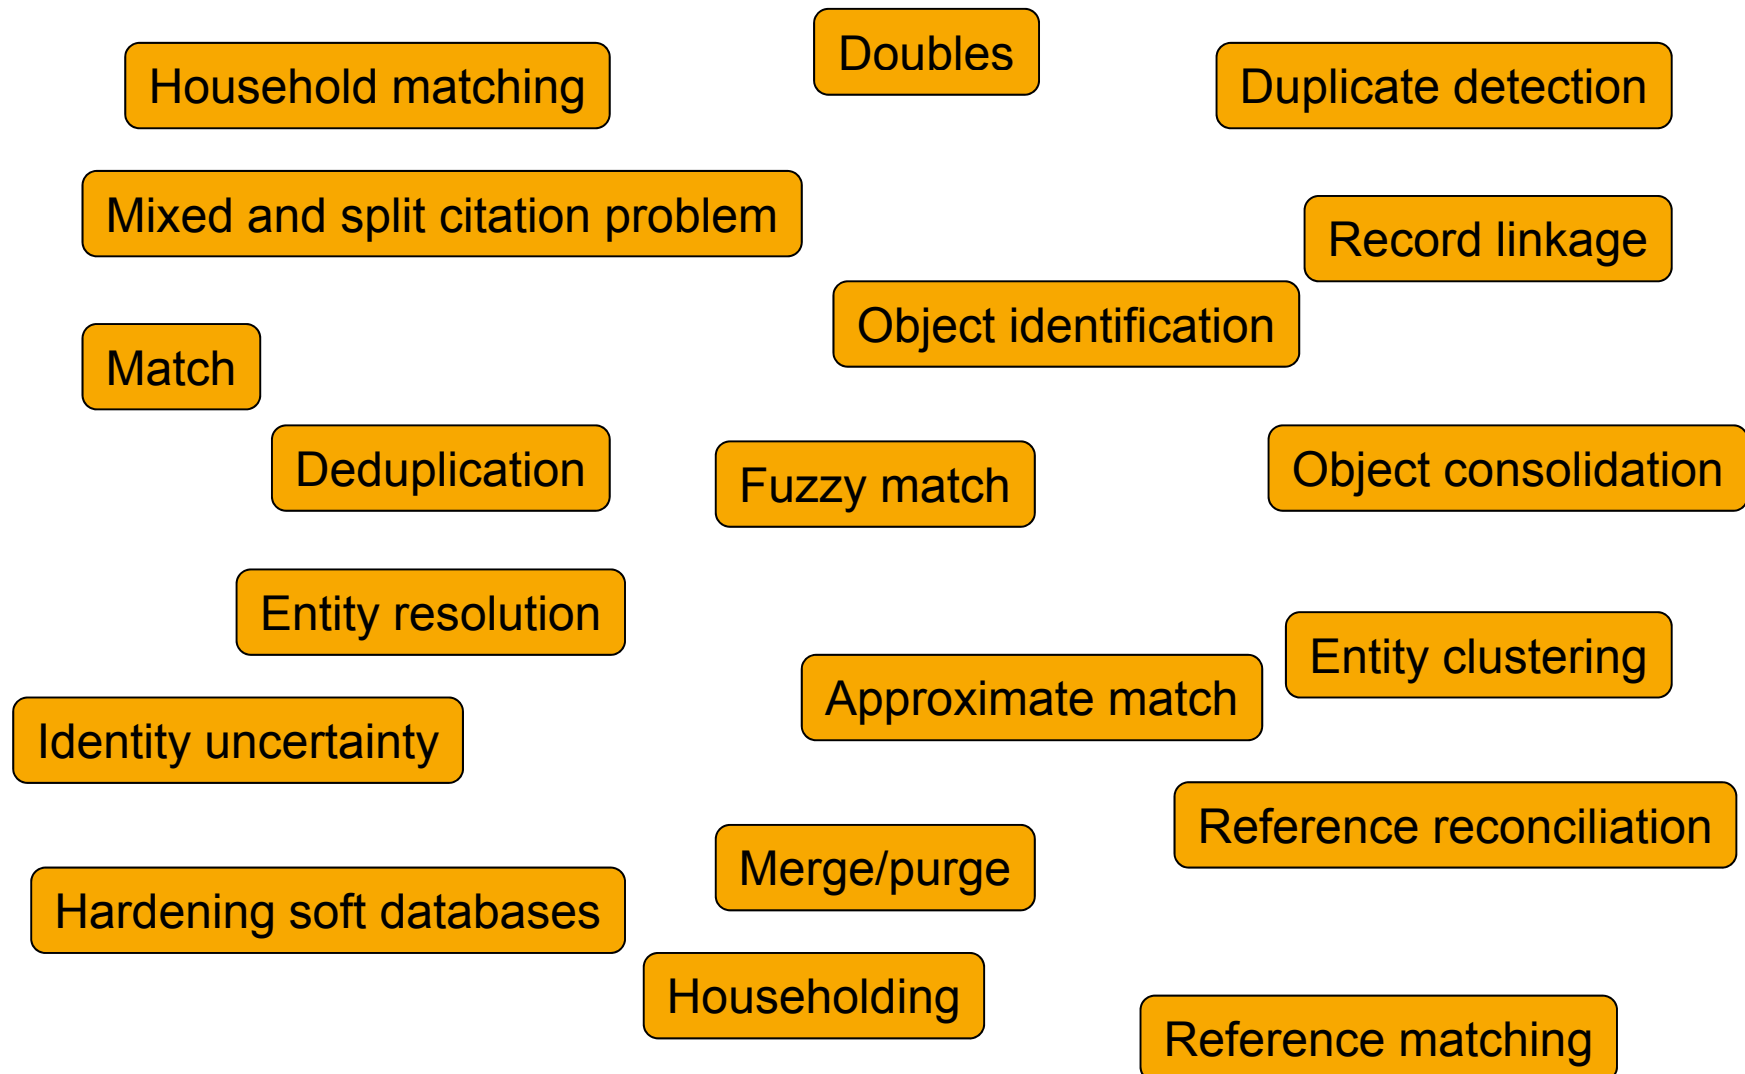 Doubles
Household matching
Duplicate detection
Mixed and split citation problem
Record linkage
Object identification
Match
Deduplication
Fuzzy match
Object consolidation
Entity resolution
Entity clustering
Approximate match
Identity uncertainty
Reference reconciliation
Merge/purge
Hardening soft databases
Householding
Reference matching